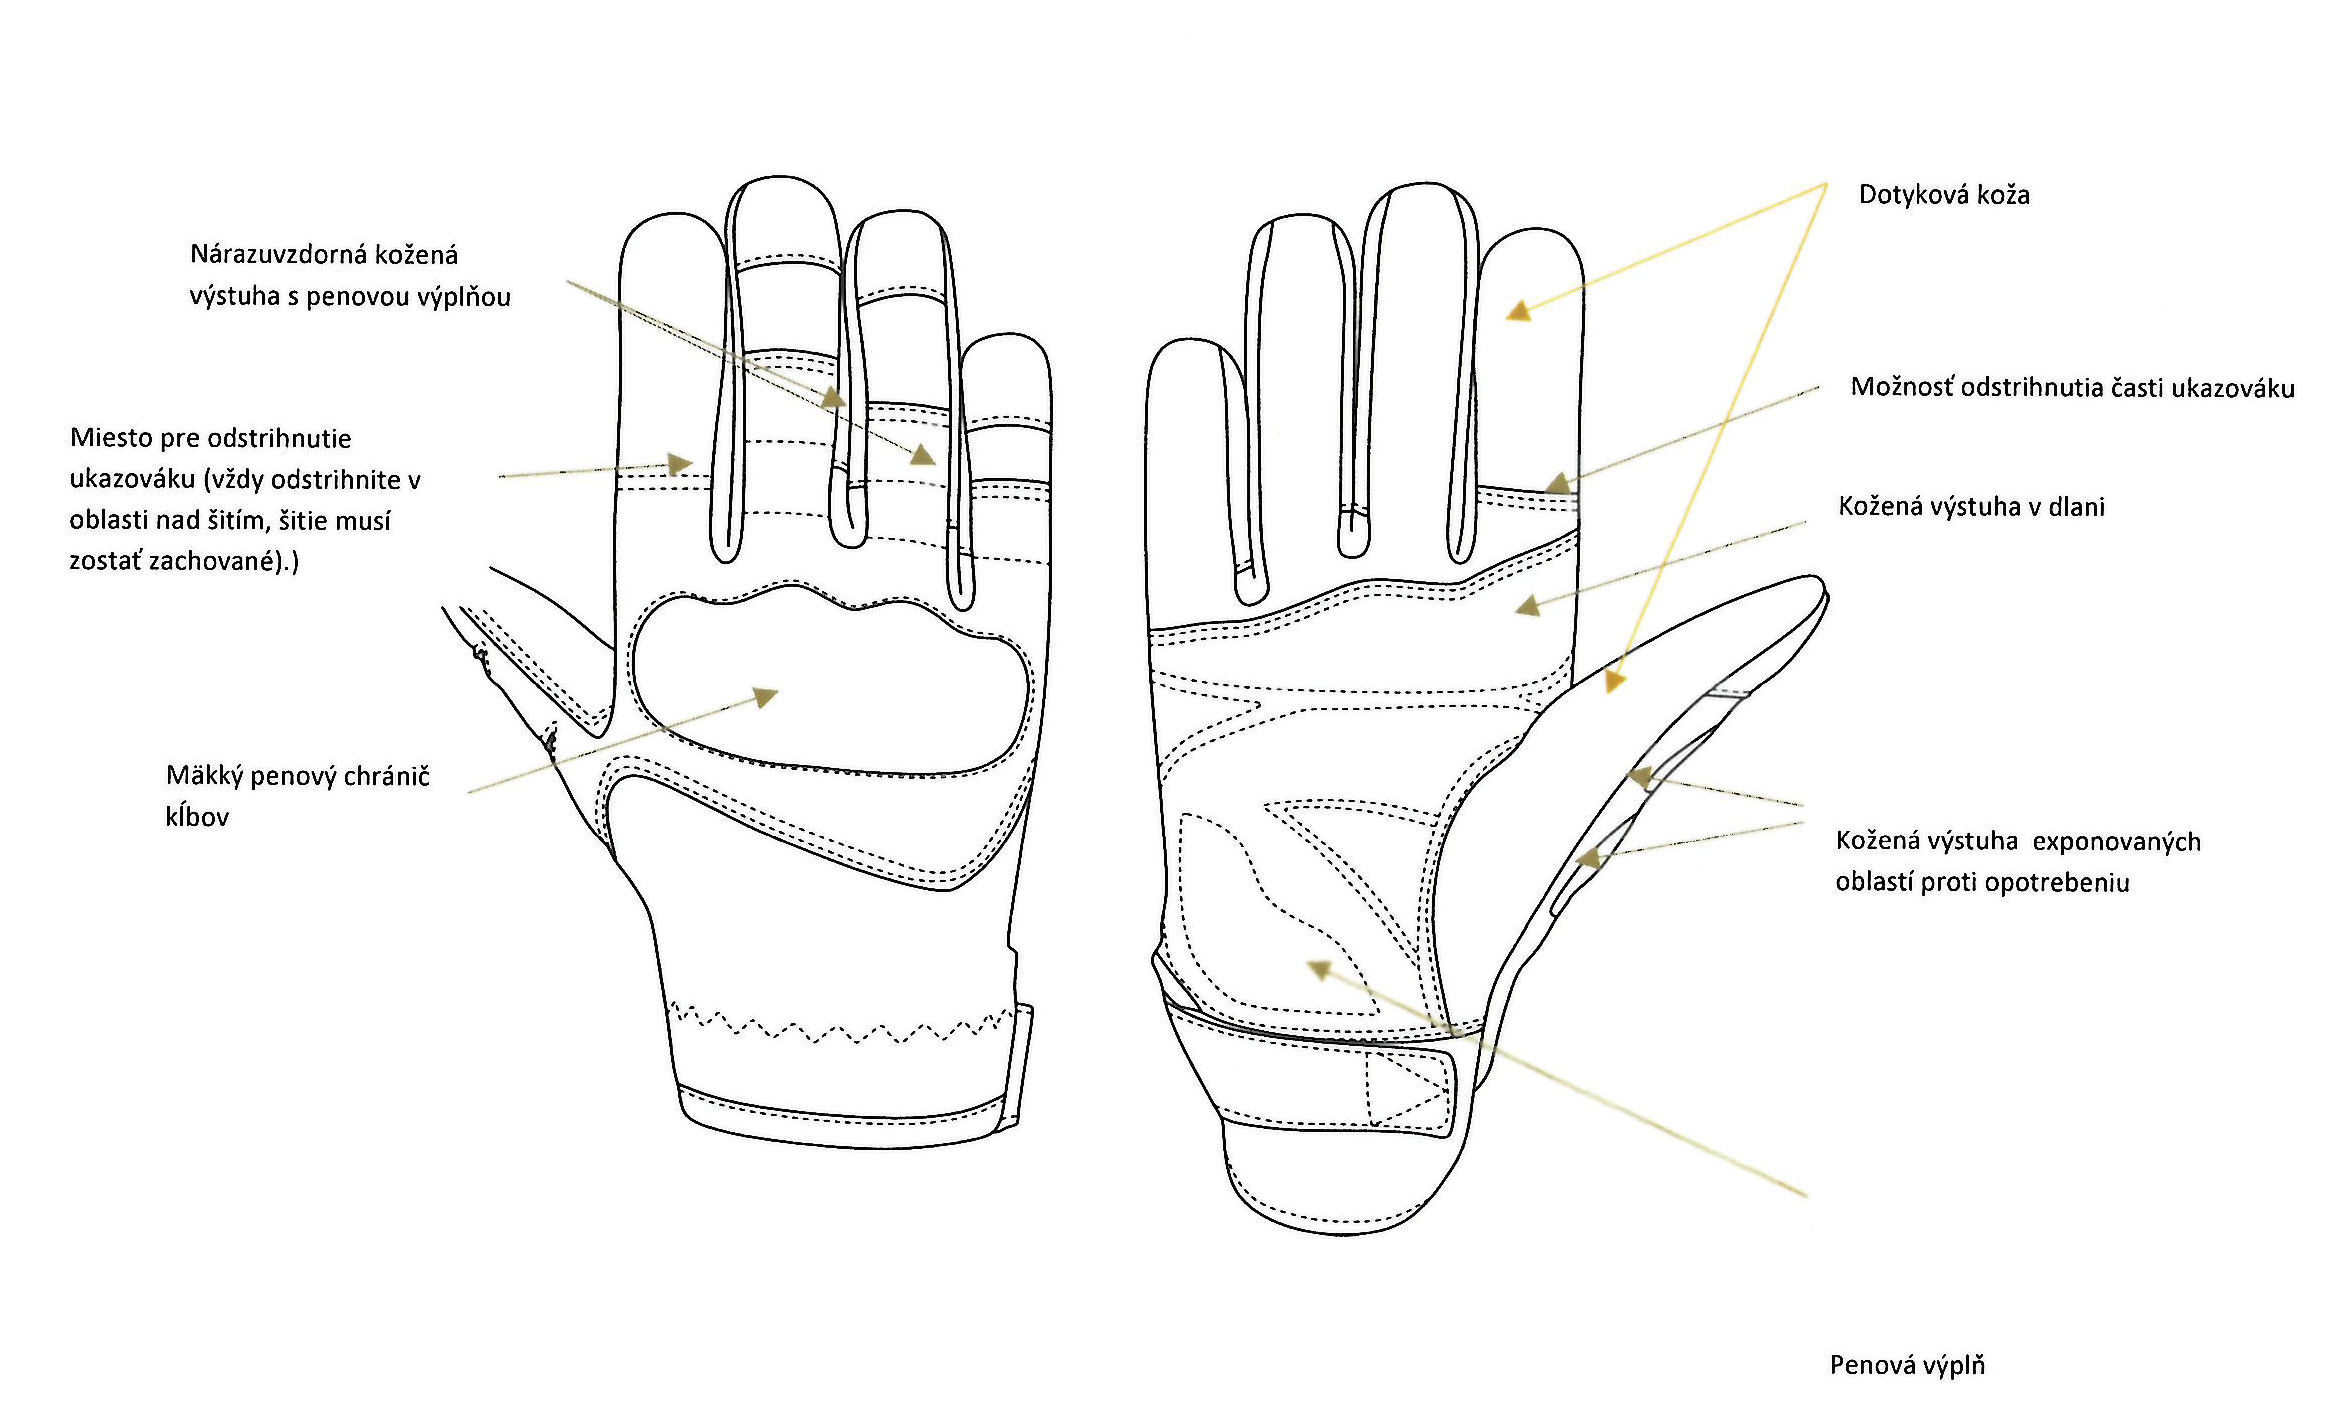 Nárazuvzdorná kožená
výstuha s penovou výplňou
Miesto pre odstrihnutie
ukazováku (vždy odstrihnite v
oblasti nad šitím, šitie musí
zostať zachované).)
Mäkký penový chránič
kĺbov
Dotyková koža
Možnosť odstrihnutia časti ukazováku
Kožená výstuha v dlani
Kožená výstuha  exponovaných
oblastí proti opotrebeniu
Penová výplň